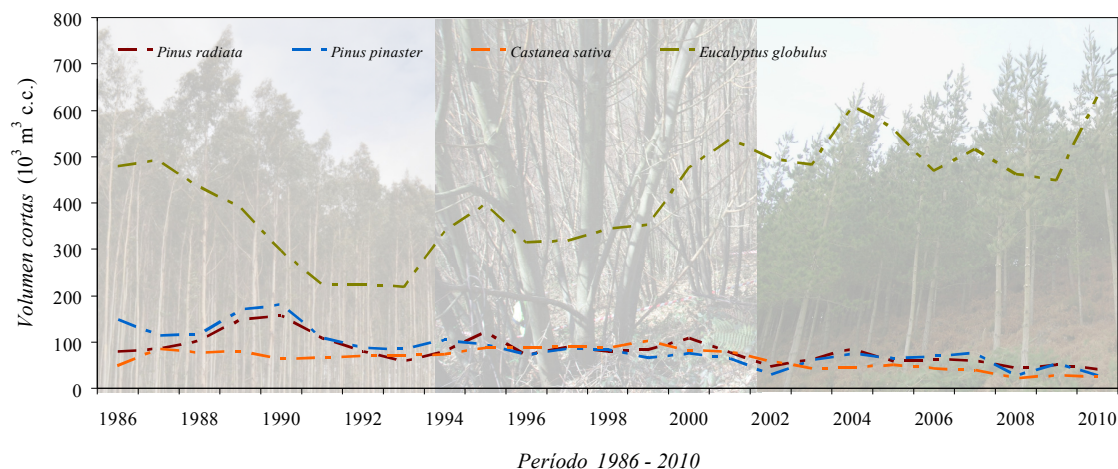 800
700
600
500
400
300
200
100
0
Volumen cortas (10³ m³ c.c.)
Pinus radiata Pinus pinaster Castanea sativa Eucalyptus globulus
1986 1988 1990 1992 1994 1996 1998 2000 2002 2004 2006 2008 2010
Período 1986 - 2010